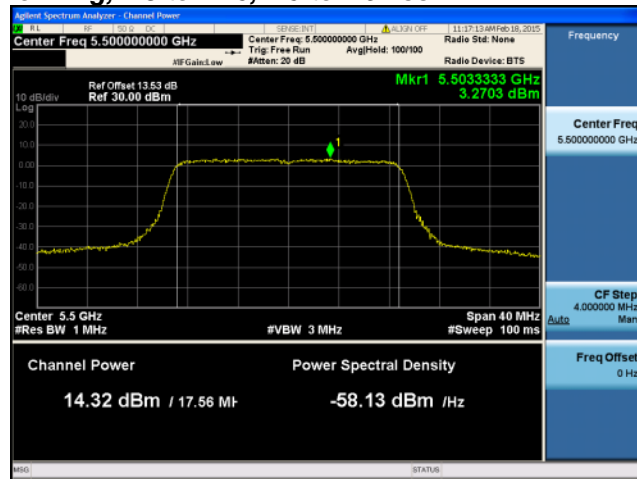 Agilent Spectrum Analyzer - Channel Power
RL RF 50 Ω DC SENSE:INT ALIGN OFF 11:17:13 AM Feb 18, 2015
Center Freq 5.500000000 GHz
Center Freq: 5.500000000 GHz
Radio Std: None
Trig: Free Run Avg|Hold: 100/100
#IFGain:Low #Atten: 20 dB Radio Device: BTS
Frequency
Mkr1 5.5033333 GHz
3.2703 dBm
Ref Offset 13.53 dB
10 dB/div Ref 30.00 dBm
Log
20.0
10.0
0.00
-10.0
-20.0
-30.0
-40.0
-50.0
-60.0
1
Center Freq
5.500000000 GHz
CF Step
4.000000 MHz
Auto Man
Freq Offset
0 Hz
Center 5.5 GHz Span 40 MHz
#Res BW 1 MHz #VBW 3 MHz #Sweep 100 ms
Channel Power Power Spectral Density
14.32 dBm / 17.56 MH -58.13 dBm /Hz
MSG STATUS